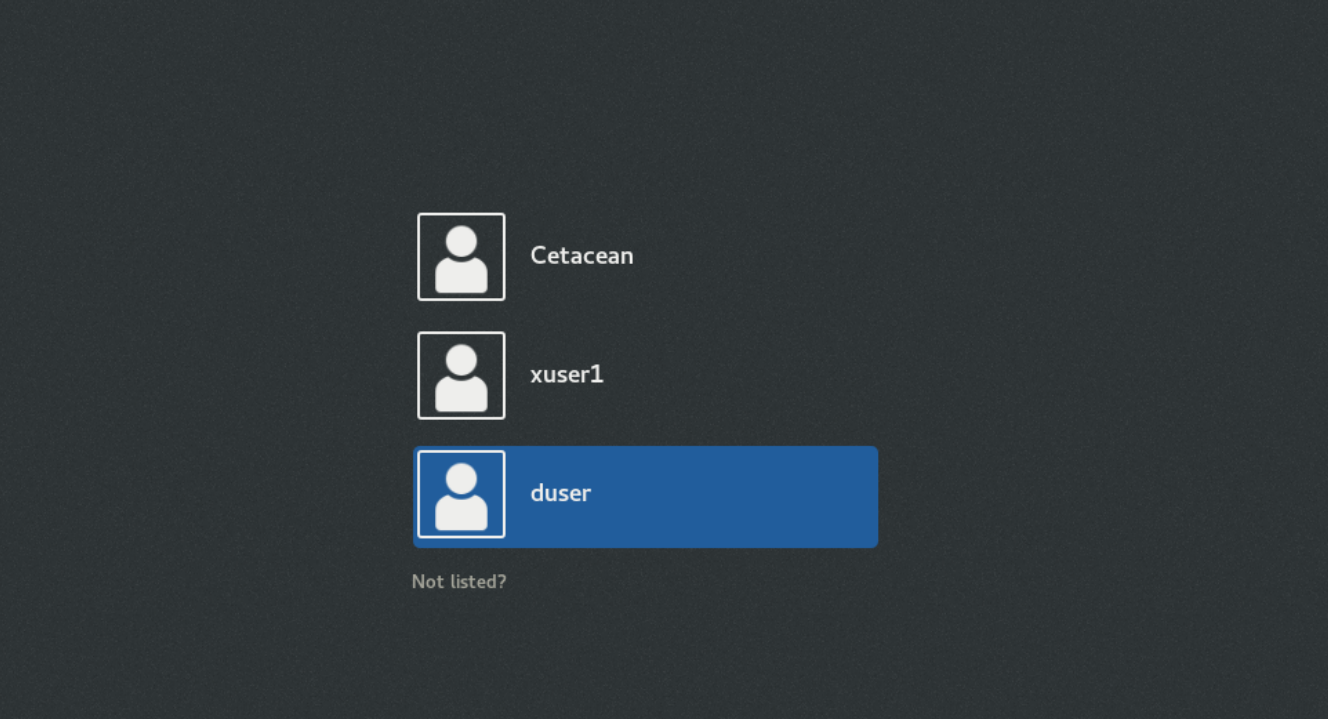 Cetacean
xuser1
duser
Not listed?